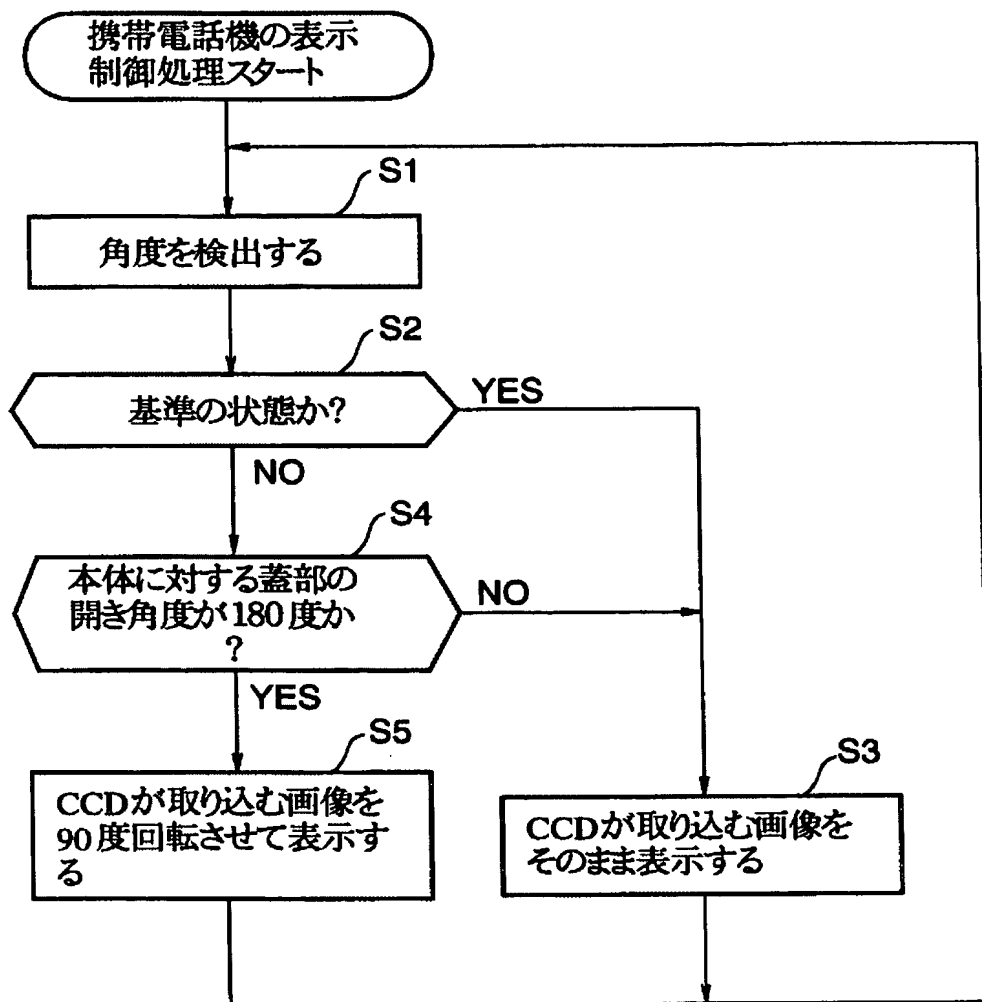 携帯電話機の表示
制御処理スタート
S1
角度を検出する
S2
基準の状態か?
YES
NO
S4
本体に対する蓋部の
開き角度が180度か
?
NO
YES
S5
CCDが取り込む画像を
90度回転させて表示す
る
S3
CCDが取り込む画像を
そのまま表示する